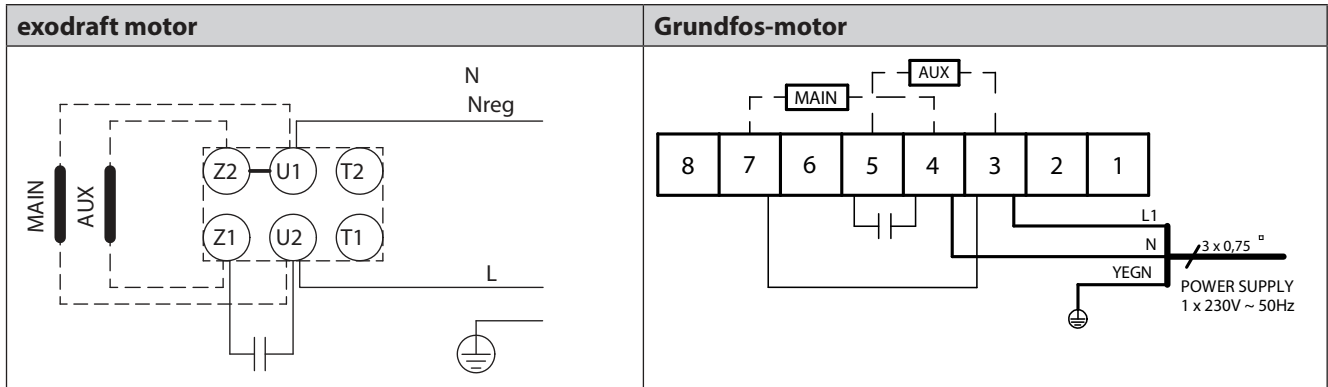 exodraft motor
N
Nreg
MAIN
AUX
Z2
U1
T2
Z1
U2
T1
L
Grundfos-motor
AUX
MAIN
8 7 6 5 4 3 2 1
L1
N
3 x 0,75 ¤
YEGN
POWER SUPPLY
1 x 230V ~ 50Hz